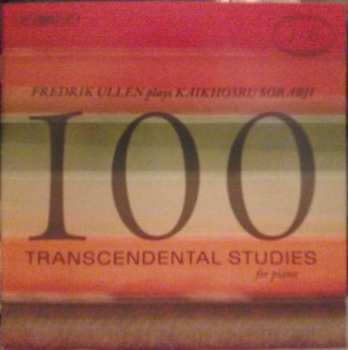 FREDRIK ULLÉN plays KAIKHOSRU SORABJI
100
TRANSCENDENTAL STUDIES
for piano